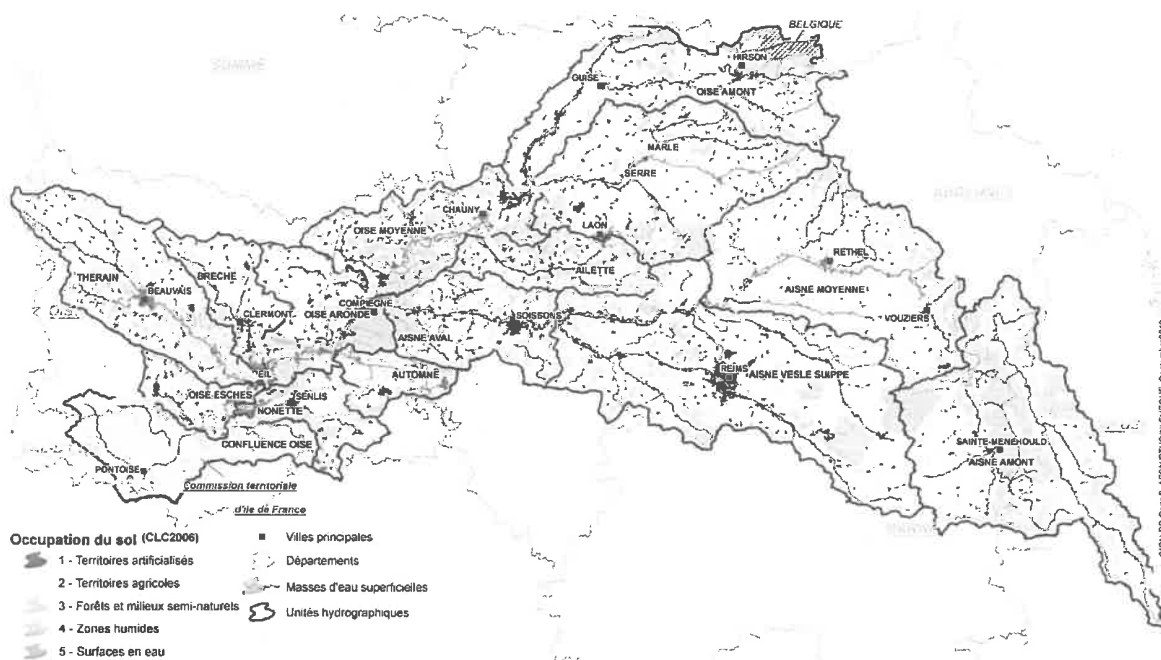 BELGIQUE
SOMME
HIRSON
GUISE
OISE AMONT
MARLE
SERRE
ARDENNES
CHAUNY
OISE MOYENNE
LAON
RETHEL
THERAIN
BRECHE
AILETTE
BEAUVAIS
AISNE MOYENNE
COMPIEGNE
CLERMONT
OISE ARONDE
SOISSONS
VOUZIERS
AISNE AVAL
REIMS
AISNE VESLE SUIPPE
AUTOMNE
OISE ESCHES
SENLIS
NONETTE
CONFLUENCE OISE
SAINTE-MENEHOULD
AISNE AMONT
PONTOISE
Commission territoriale
d'Ile de France
Occupation du sol (CLC2006)
1 - Territoires artificialisés
2 - Territoires agricoles
3 - Forêts et milieux semi-naturels
4 - Zones humides
5 - Surfaces en eau
Villes principales
Départements
Masses d'eau superficielles
Unités hydrographiques